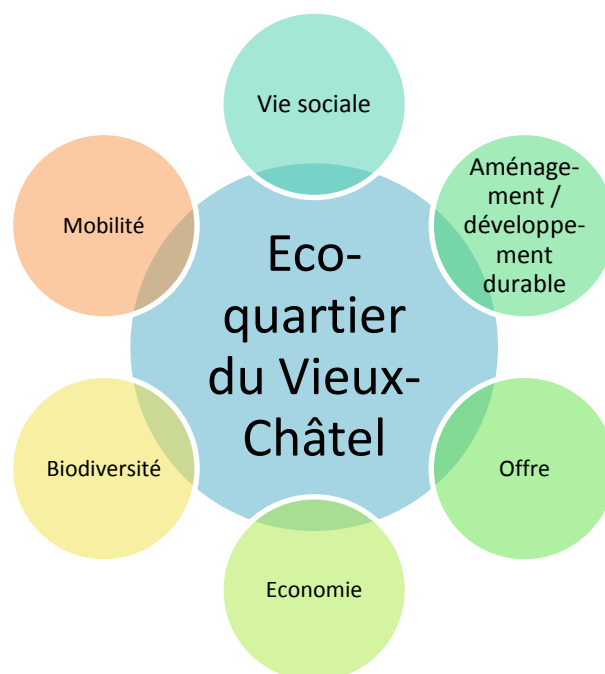 Vie sociale
Aménage-
ment /
développe-
ment
durable
Mobilité
Eco-
quartier
du Vieux-
Châtel
Biodiversité
Offre
Economie